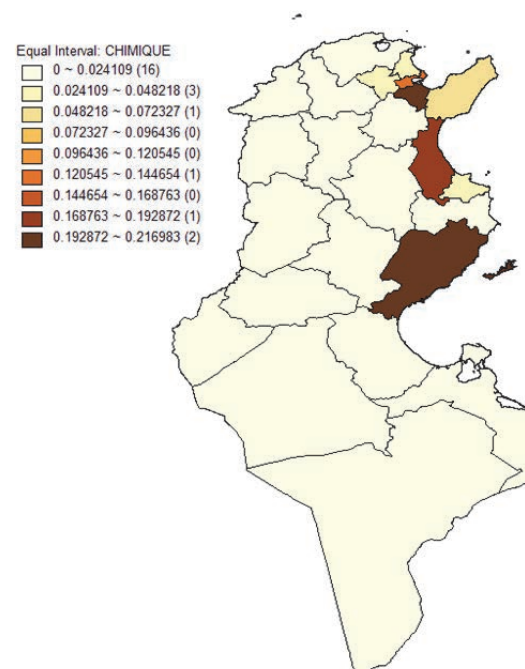 Equal Interval: CHIMIQUE
0 ~ 0.024109 (16)
0.024109 ~ 0.048218 (3)
0.048218 ~ 0.072327 (1)
0.072327 ~ 0.096436 (0)
0.096436 ~ 0.120545 (0)
0.120545 ~ 0.144654 (1)
0.144654 ~ 0.168763 (0)
0.168763 ~ 0.192872 (1)
0.192872 ~ 0.216983 (2)